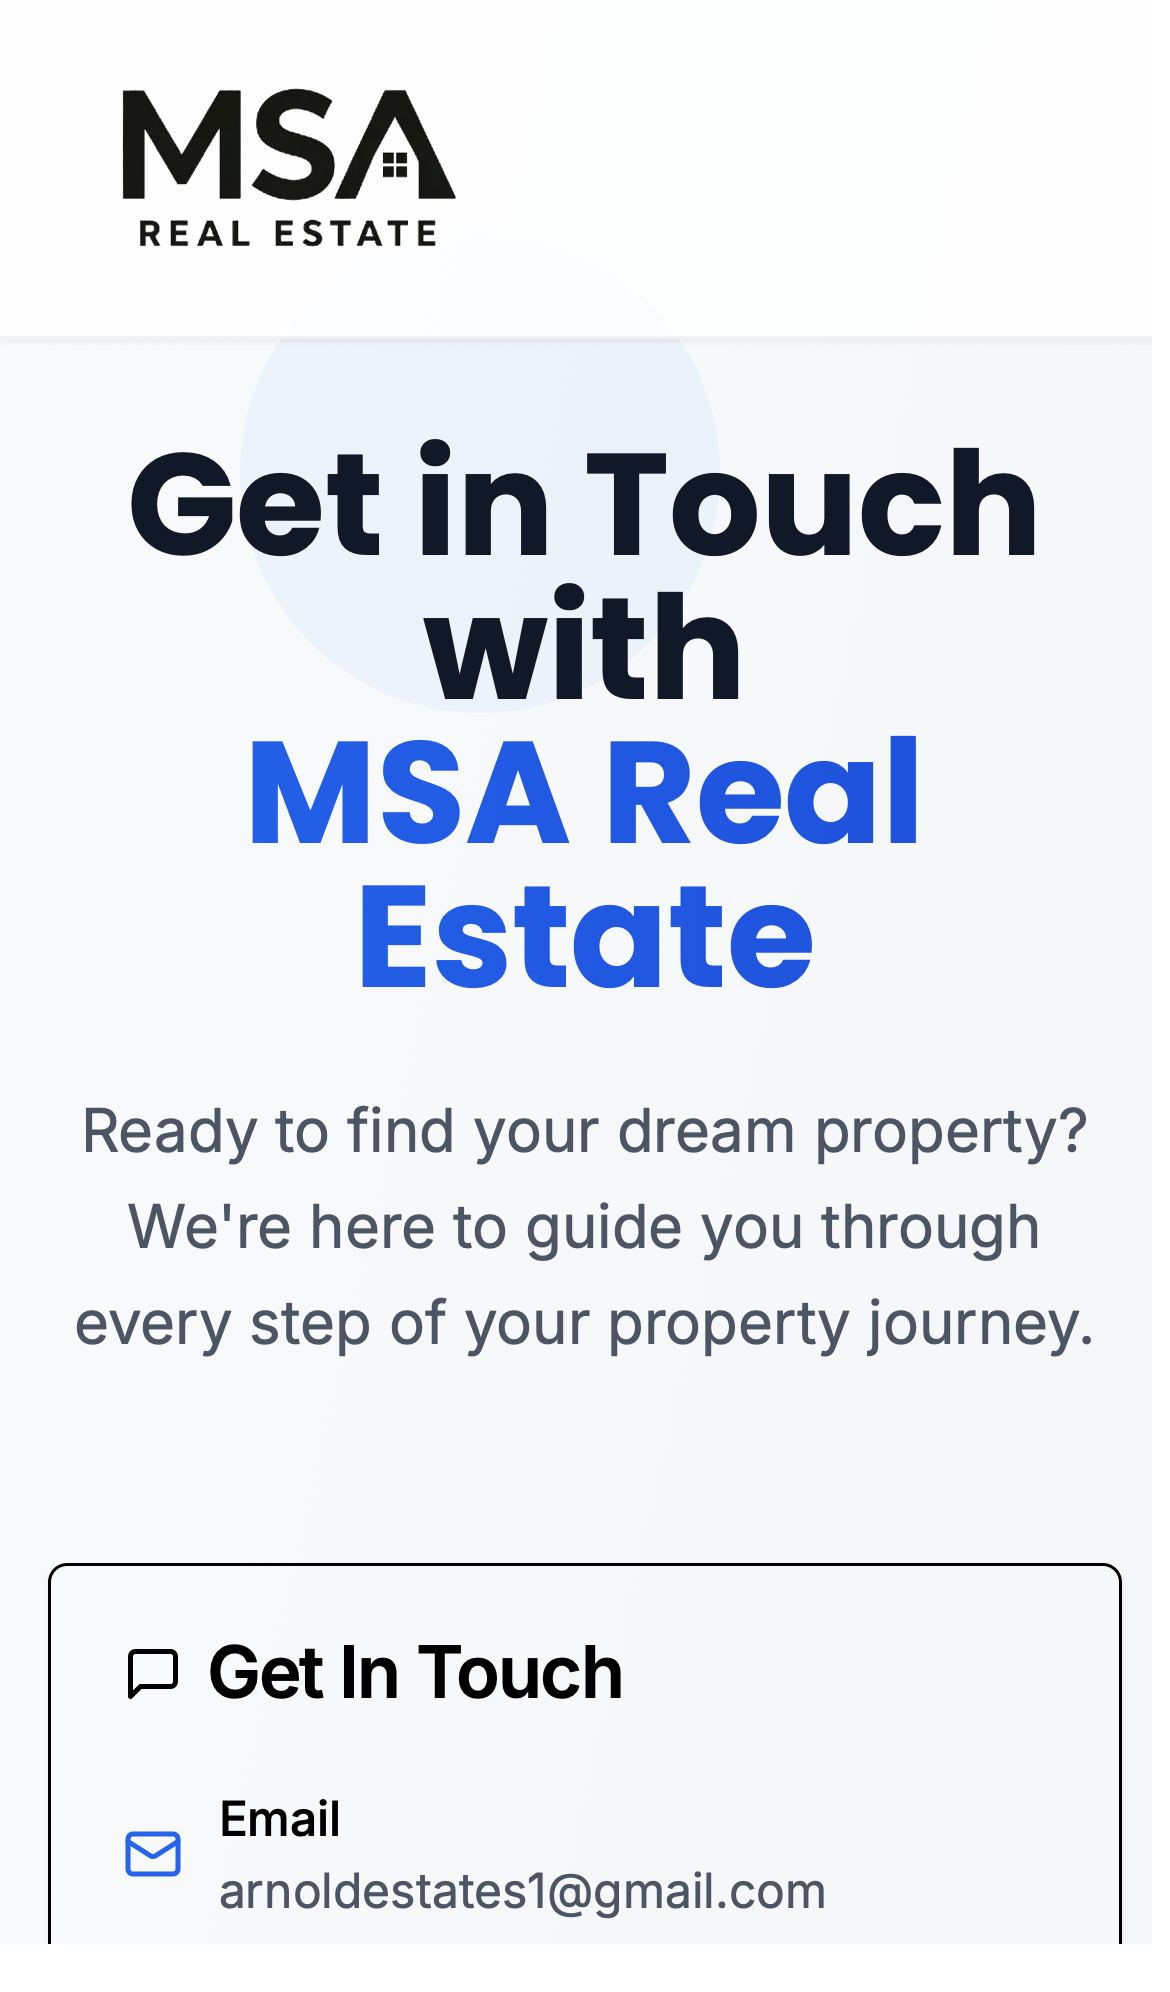 MSA
REAL ESTATE
Get in Touch
with
MSA Real
Estate
Ready to find your dream property?
We're here to guide you through
every step of your property journey.
Get In Touch
Email
arnoldestates1@gmail.com